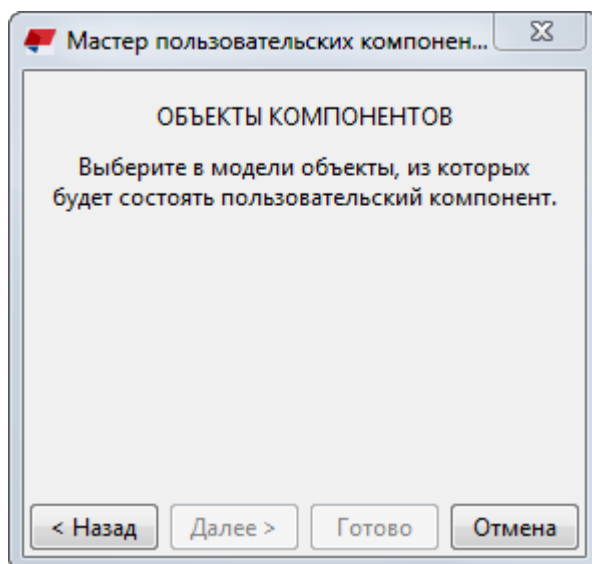 Мастер пользовательских компонен...
ОБЪЕКТЫ КОМПОНЕНТОВ
Выберите в модели объекты, из которых
будет состоять пользовательский компонент.
< Назад Далее > Готово Отмена